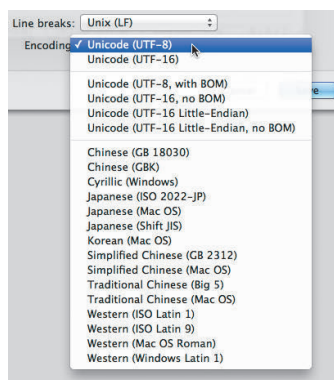 Line breaks: Unix (LF)
Encoding ✓ Unicode (UTF-8)
Unicode (UTF-16)
Unicode (UTF-8, with BOM)
Unicode (UTF-16, no BOM)
Unicode (UTF-16 Little-Endian)
Unicode (UTF-16 Little-Endian, no BOM)
Chinese (GB 18030)
Chinese (GBK)
Cyrillic (Windows)
Japanese (ISO 2022-JP)
Japanese (Mac OS)
Japanese (Shift JIS)
Korean (Mac OS)
Simplified Chinese (GB 2312)
Simplified Chinese (Mac OS)
Traditional Chinese (Big 5)
Traditional Chinese (Mac OS)
Western (ISO Latin 1)
Western (ISO Latin 9)
Western (Mac OS Roman)
Western (Windows Latin 1)